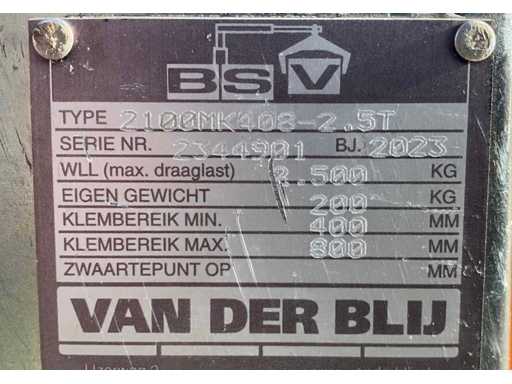 BSV
TYPE 2100MK408-2.5T
SERIE NR. 2344901 BJ. 2023
WLL (max. draaglast) 2.500 KG
EIGEN GEWICHT 200 KG
KLEMBEREIK MIN. 400 MM
KLEMBEREIK MAX. 800 MM
ZWAARTEPUNT OP MM
VAN DER BLIJ